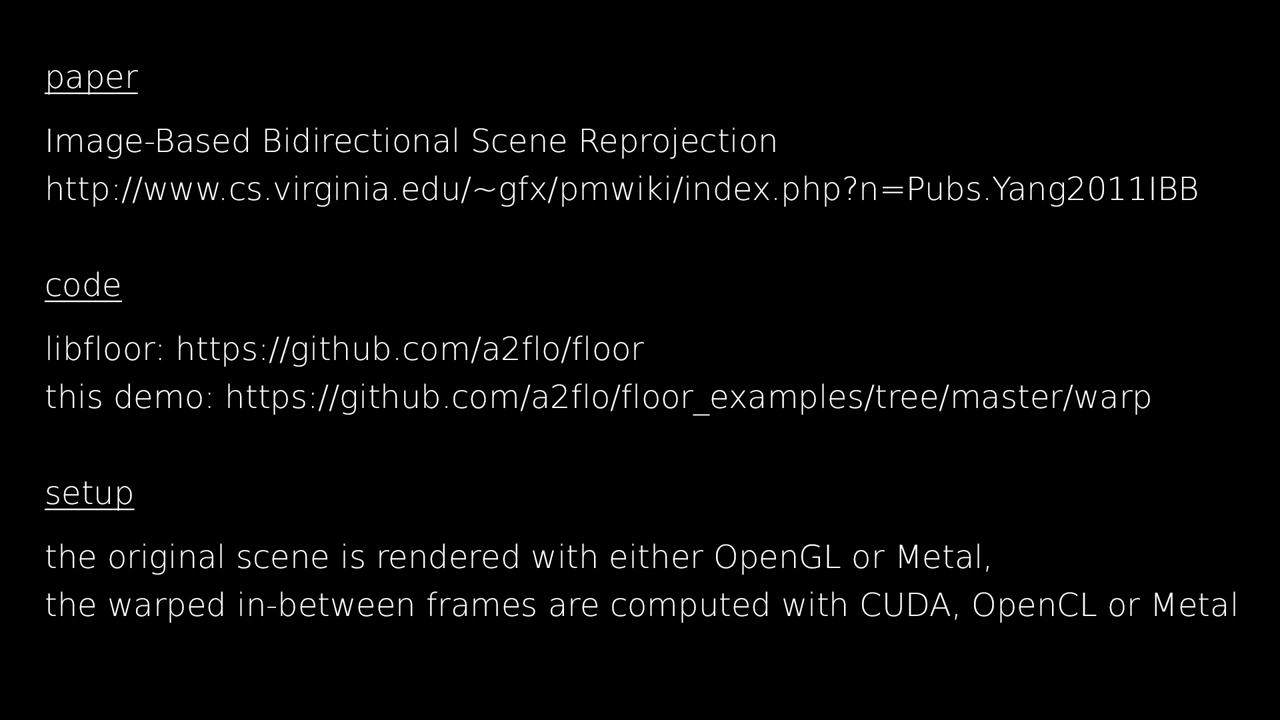 paper
Image-Based Bidirectional Scene Reprojection
http://www.cs.virginia.edu/~gfx/pmwiki/index.php?n=Pubs.Yang2011IBB
code
libfloor: https://github.com/a2flo/floor
this demo: https://github.com/a2flo/floor_examples/tree/master/warp
setup
the original scene is rendered with either OpenGL or Metal,
the warped in-between frames are computed with CUDA, OpenCL or Metal